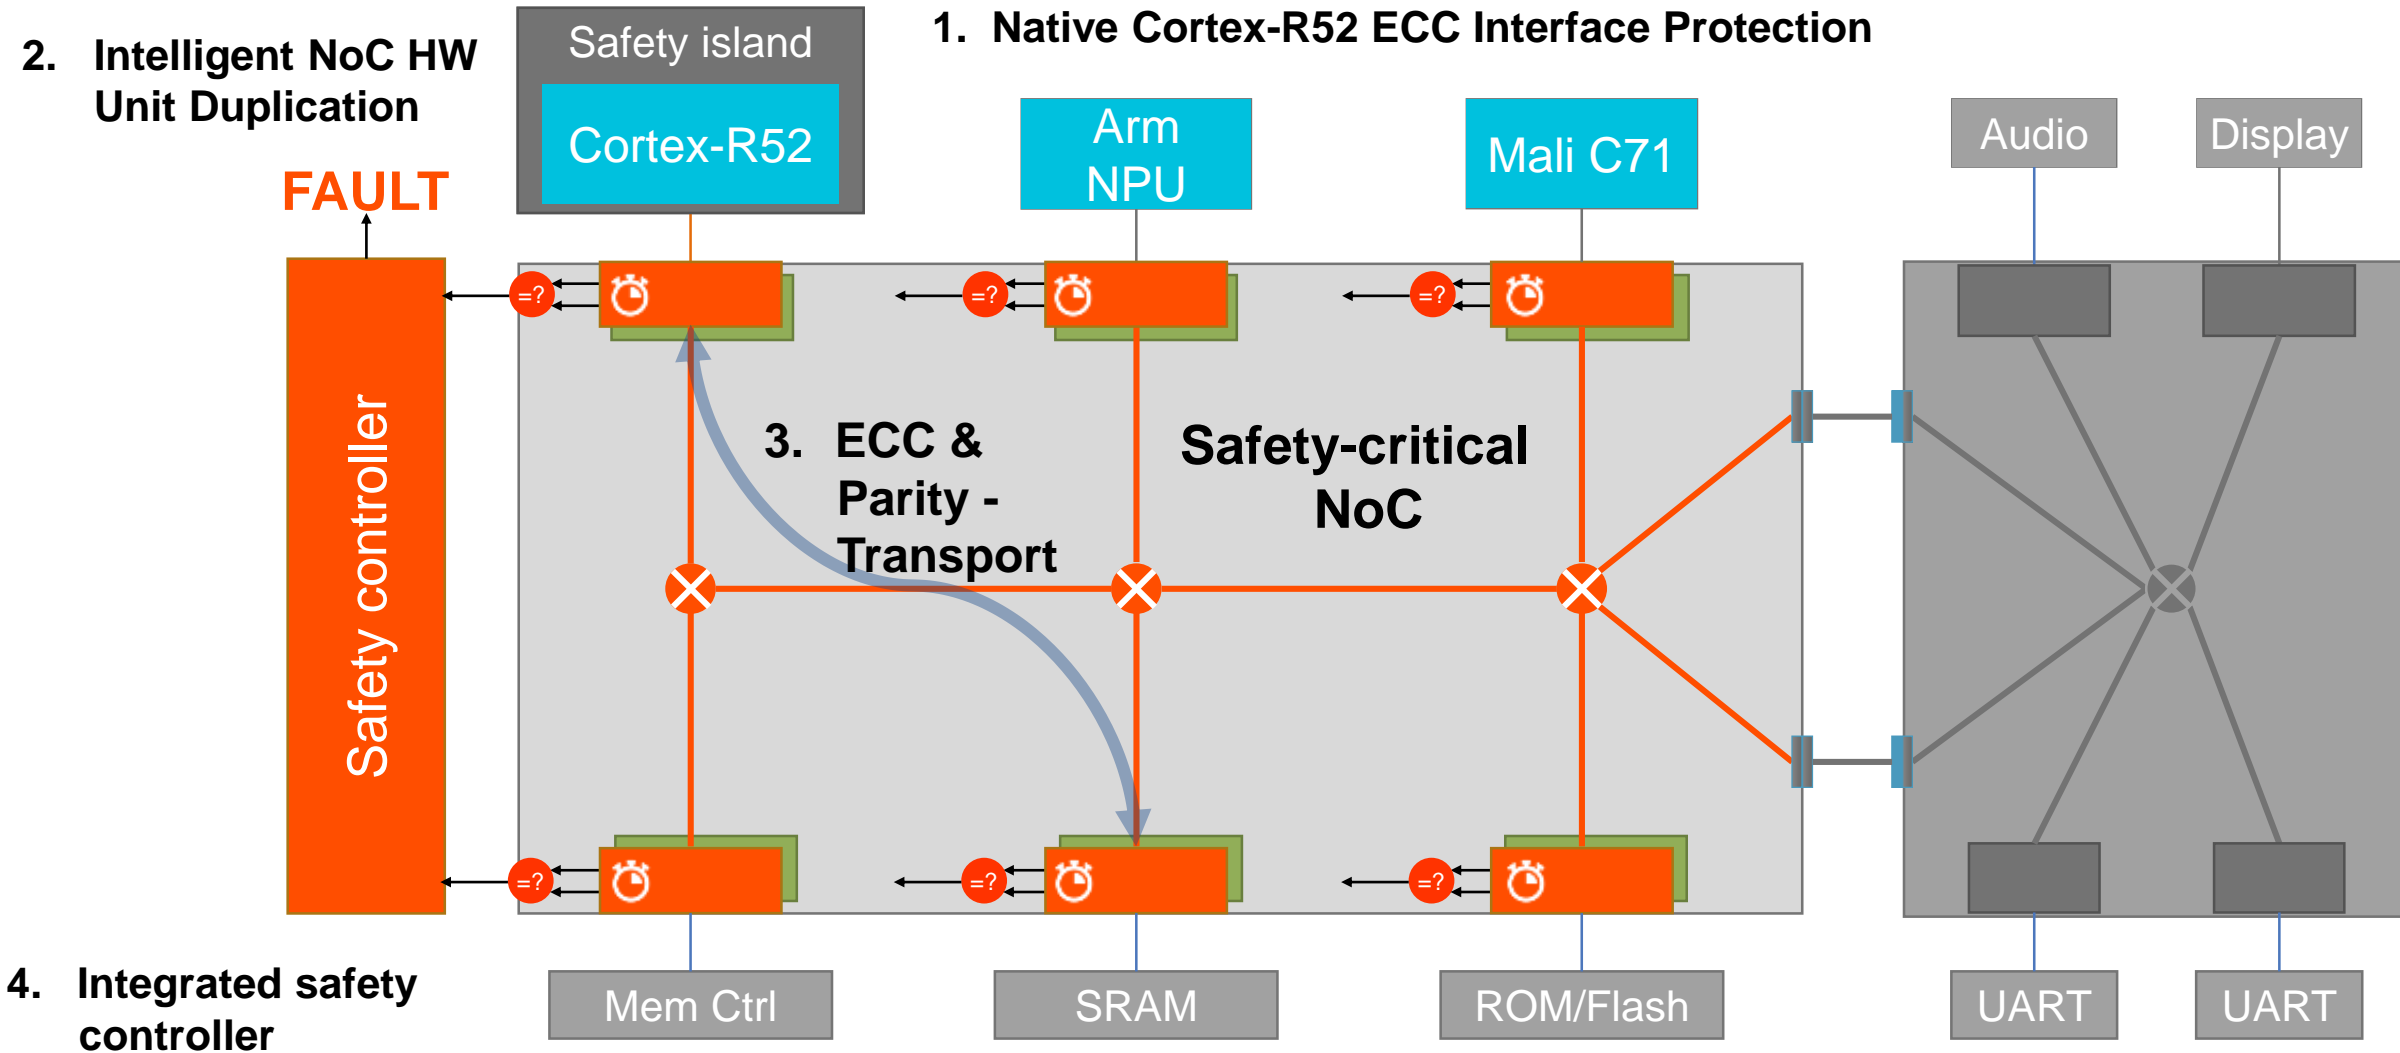 1. Native Cortex-R52 ECC Interface Protection
2. Intelligent NoC HW
Unit Duplication
Safety island
Cortex-R52
Arm
NPU
Mali C71
Audio
Display
FAULT
=?
=?
=?
Safety controller
3. ECC &
Parity -
Transport
Safety-critical
NoC
=?
=?
=?
4. Integrated safety
controller
Mem Ctrl
SRAM
ROM/Flash
UART
UART